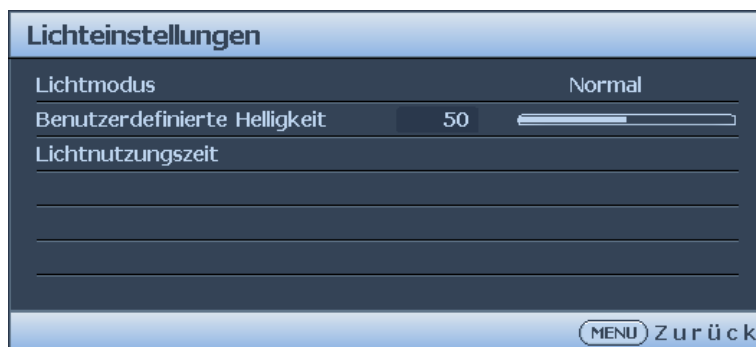 Lichteinstellungen
Lichtmodus Normal
Benutzerdefinierte Helligkeit 50
Lichtnutzungszeit
MENU Zurück